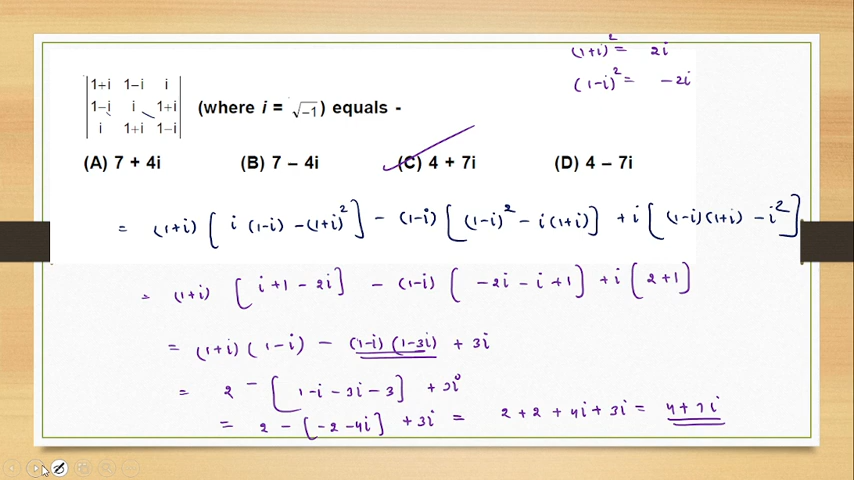 (1+i)² = 2i
(1−i)² = −2i
|1+i 1−i i|
|1−i i 1+i|
|i 1+i 1−i|
(where i = √−1) equals -
(A) 7 + 4i (B) 7 – 4i (C) 4 + 7i (D) 4 – 7i
= (1+i) [ i (1−i) −(1+i)² ] − (1−i) [ (1−i)² − i(1+i) ] + i [ (1−i)(1+i) − i² ]
= (1+i) [ i+1 − 2i ] − (1−i) [ −2i − i +1 ] + i [ 2+1 ]
= (1+i) (1−i) − (1−i) (1−3i) + 3i
= 2 − [ 1−i −3i −3 ] + 3i
= 2 − [−2 −4i] + 3i = 2 + 2 + 4i + 3i = 4+7i